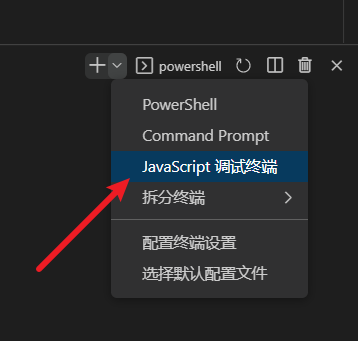 powershell
PowerShell
Command Prompt
JavaScript 调试终端
拆分终端
配置终端设置
选择默认配置文件